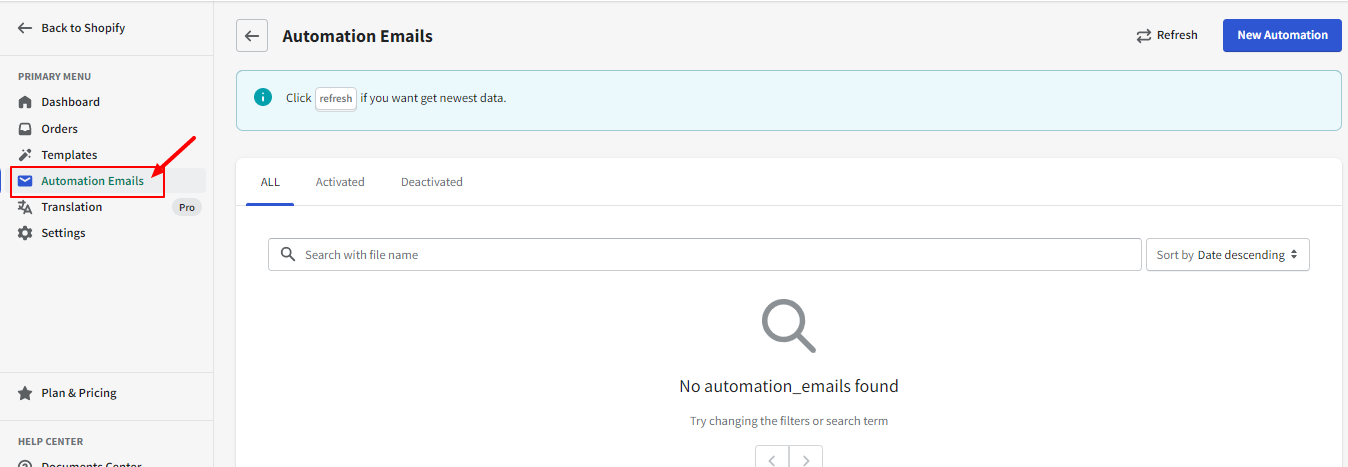 Back to Shopify
PRIMARY MENU
Dashboard
Orders
Templates
Automation Emails
Translation Pro
Settings
Plan & Pricing
HELP CENTER
Documents Center
Automation Emails
Refresh
New Automation
Click refresh if you want get newest data.
ALL Activated Deactivated
Search with file name
Sort by Date descending
No automation_emails found
Try changing the filters or search term